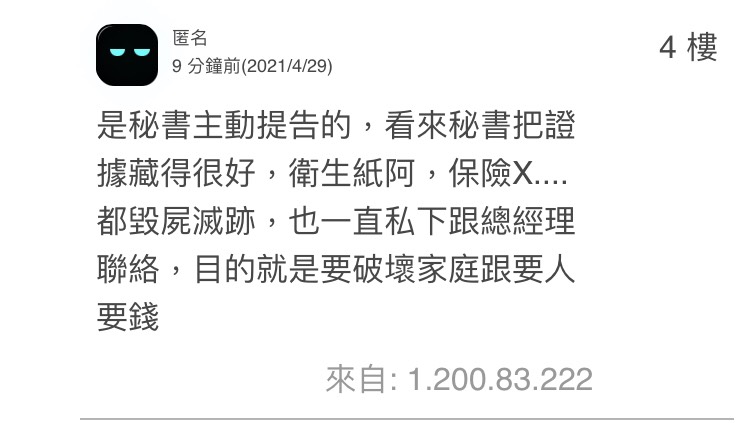 匿名
4 樓
9 分鐘前(2021/4/29)
是秘書主動提告的，看來秘書把證
據藏得很好，衛生紙阿，保險X....
都毀屍滅跡，也一直私下跟總經理
聯絡，目的就是要破壞家庭跟要人
要錢
來自: 1.200.83.222